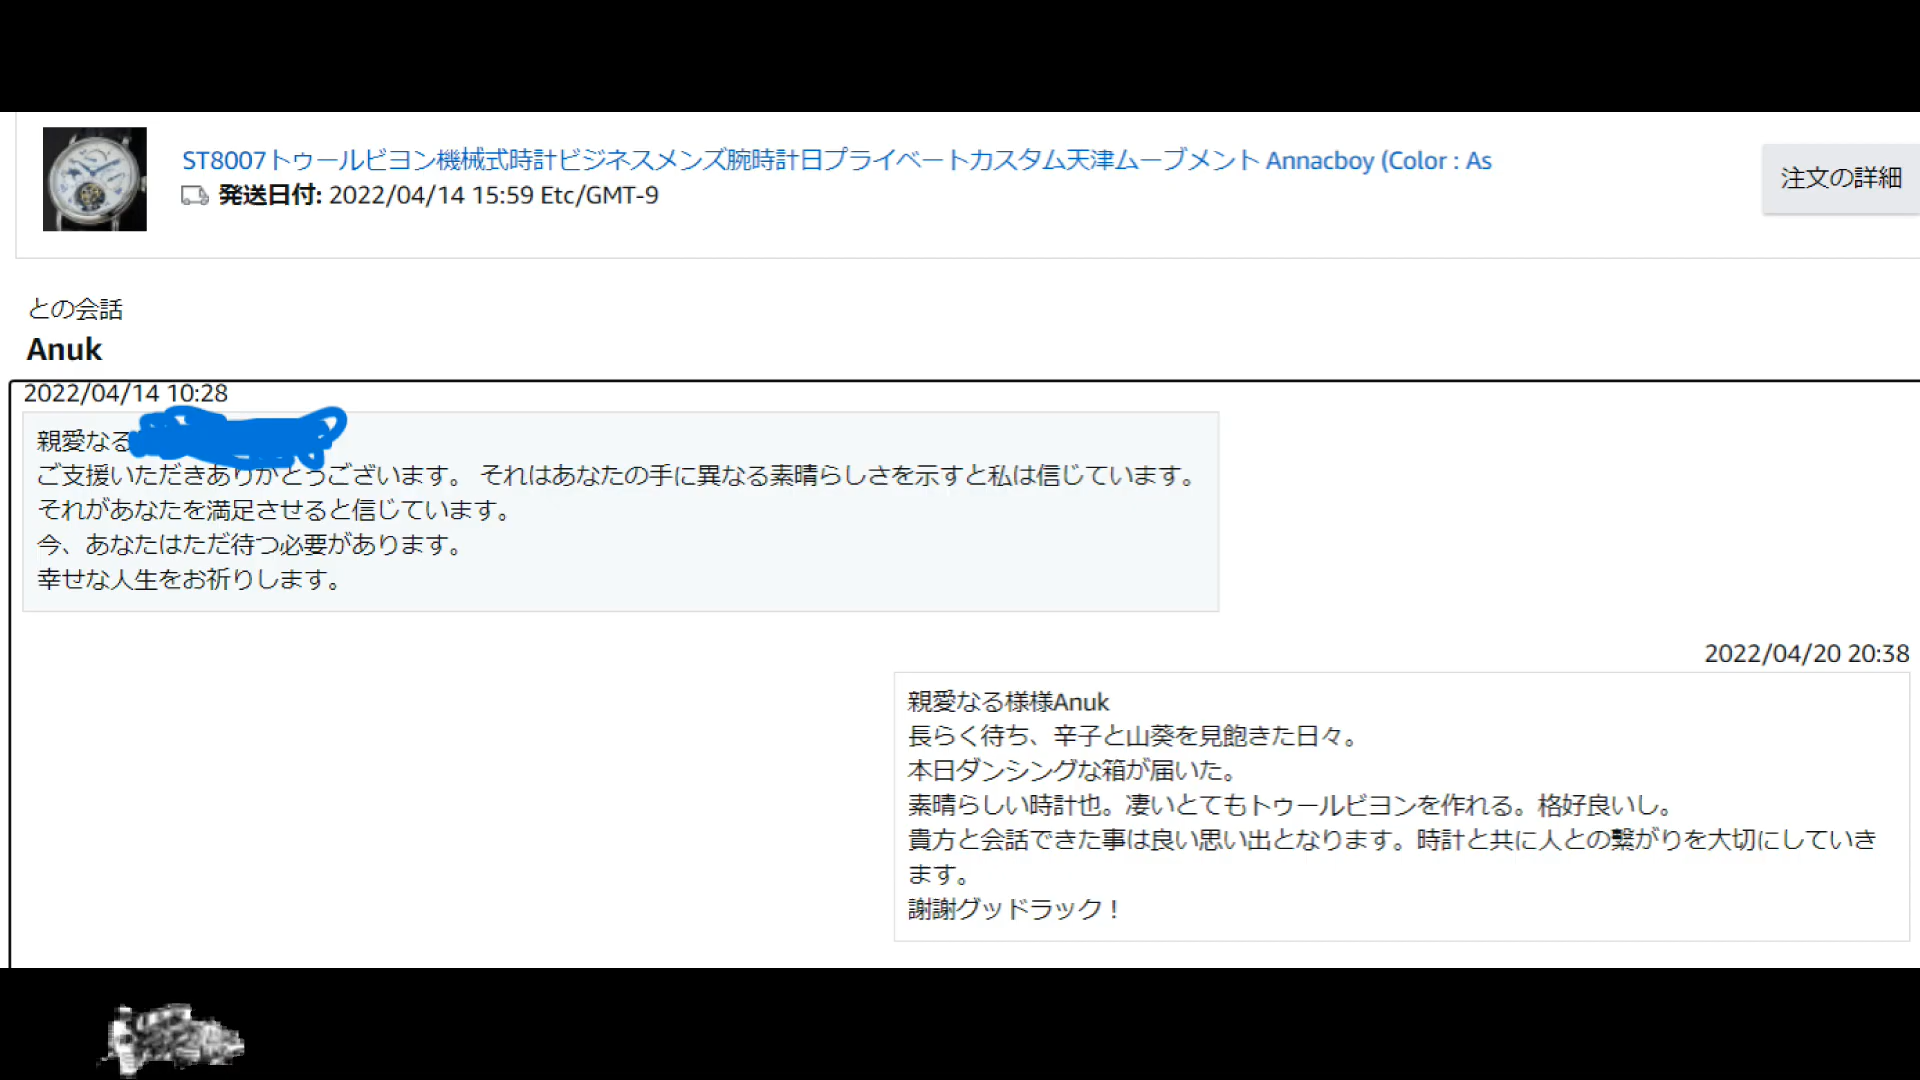 ST8007トゥールビヨン機械式時計ビジネスメンズ腕時計日プライベートカスタム天津ムーブメント Annacboy (Color : As
発送日付: 2022/04/14 15:59 Etc/GMT-9
注文の詳細
との会話
Anuk
2022/04/14 10:28
親愛なる
ご支援いただきありがとうございます。 それはあなたの手に異なる素晴らしさを示すと私は信じています。
それがあなたを満足させると信じています。
今、あなたはただ待つ必要があります。
幸せな人生をお祈りします。
2022/04/20 20:38
親愛なる様様Anuk
長らく待ち、辛子と山葵を見飽きた日々。
本日ダンシングな箱が届いた。
素晴らしい時計也。凄いとてもトゥールビヨンを作れる。格好良いし。
貴方と会話できた事は良い思い出となります。時計と共に人との繋がりを大切にしていき
ます。
謝謝グッドラック！